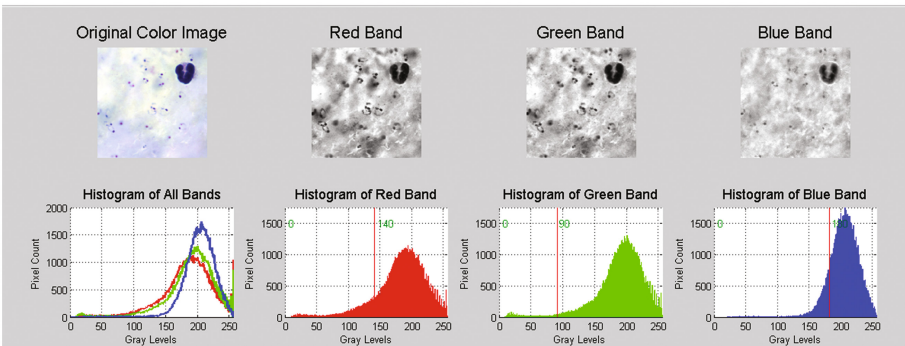 Original Color Image
Red Band
Green Band
Blue Band
Histogram of All Bands
Pixel Count
2000
1500
1000
500
0
0 50 100 150 200 250
Gray Levels
Histogram of Red Band
Pixel Count
0 140
1500
1000
500
0
0 50 100 150 200 250
Gray Levels
Histogram of Green Band
Pixel Count
0 90
1500
1000
500
0
0 50 100 150 200 250
Gray Levels
Histogram of Blue Band
Pixel Count
0
1500
1000
500
0
0 50 100 150 200 250
Gray Levels